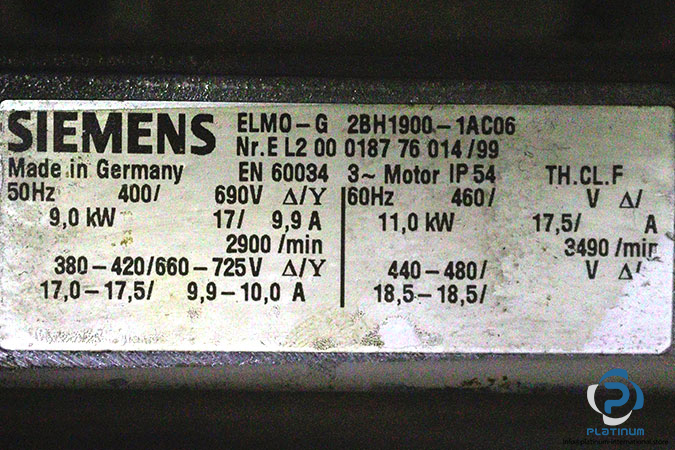 SIEMENS ELMO-G 2BH1900-1AC06
Nr.E L2 00 0187 76 014/99
Made in Germany EN 60034 3~ Motor IP 54 TH.CL.F
50Hz 400/ 690V Δ/Y 60Hz 460/ V Δ/
9,0 kW 17/ 9,9 A 11,0 kW 17,5/ A
2900 /min 3490 /min
380-420/660-725V Δ/Y 440-480/ V Δ/
17,0-17,5/ 9,9-10,0 A 18,5-18,5/
PLATINUM